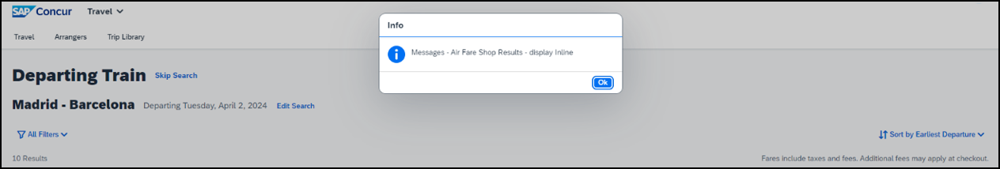 SAP Concur Travel
Travel Arrangers Trip Library
Info
Messages - Air Fare Shop Results - display Inline
Ok
Departing Train Skip Search
Madrid - Barcelona Departing Tuesday, April 2, 2024 Edit Search
All Filters Sort by Earliest Departure
10 Results Fares include taxes and fees. Additional fees may apply at checkout.